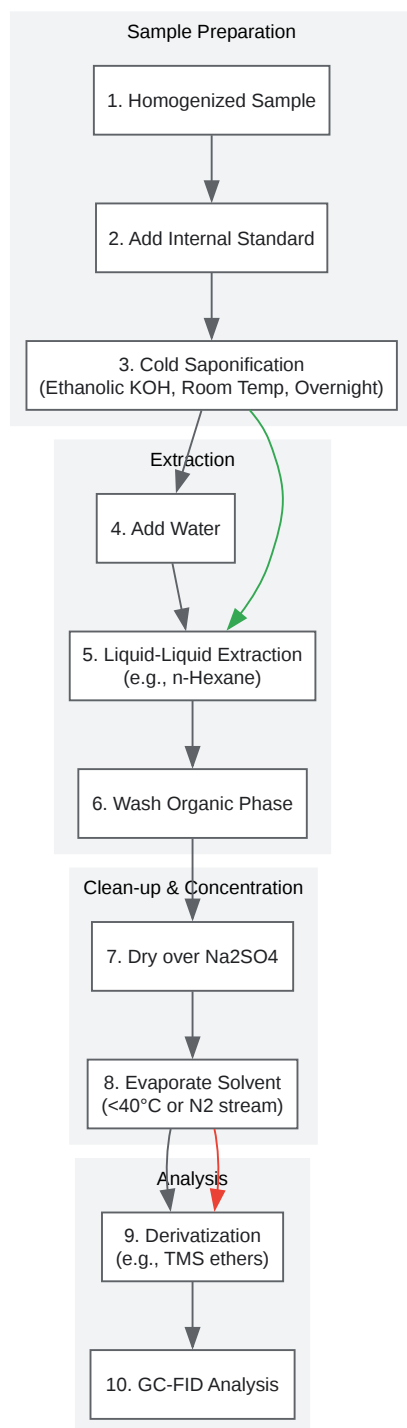 Sample Preparation
1. Homogenized Sample
2. Add Internal Standard
3. Cold Saponification
(Ethanolic KOH, Room Temp, Overnight)
Extraction
4. Add Water
5. Liquid-Liquid Extraction
(e.g., n-Hexane)
6. Wash Organic Phase
Clean-up & Concentration
7. Dry over Na2SO4
8. Evaporate Solvent
(<40°C or N2 stream)
Analysis
9. Derivatization
(e.g., TMS ethers)
10. GC-FID Analysis